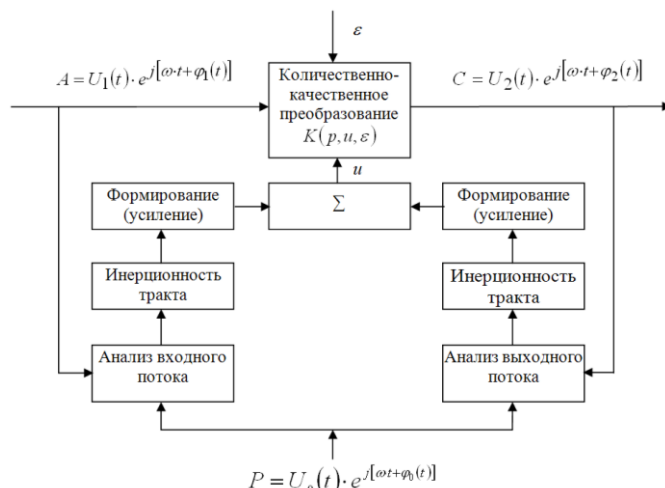 ε
A = U₁(t) · e^{j[ω·t+φ₁(t)]}
Количественно-
качественное
преобразование
K(p, u, ε)
C = U₂(t) · e^{j[ω·t+φ₂(t)]}
u
Формирование
(усиление)
Σ
Формирование
(усиление)
Инерционность
тракта
Инерционность
тракта
Анализ входного
потока
Анализ выходного
потока
P = U₀(t) · e^{j[ωt+φ₀(t)]}